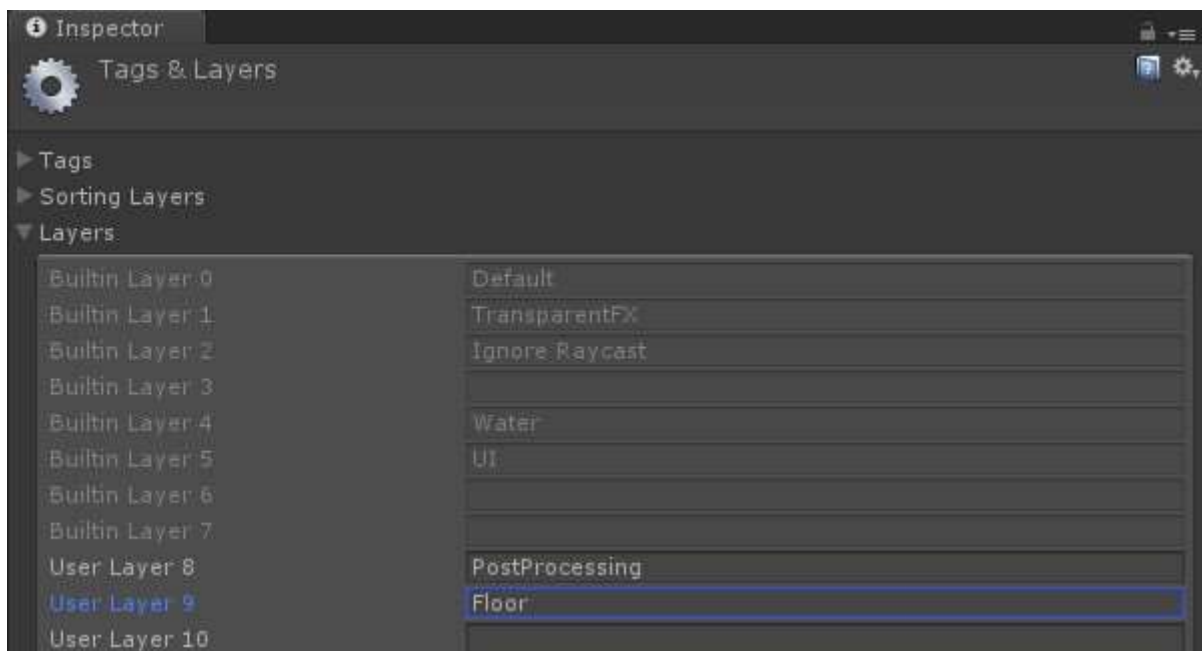 Inspector
Tags & Layers
Tags
Sorting Layers
Layers
Builtin Layer 0 Default
Builtin Layer 1 TransparentFX
Builtin Layer 2 Ignore Raycast
Builtin Layer 3
Builtin Layer 4 Water
Builtin Layer 5 UI
Builtin Layer 6
Builtin Layer 7
User Layer 8 PostProcessing
User Layer 9 Floor
User Layer 10